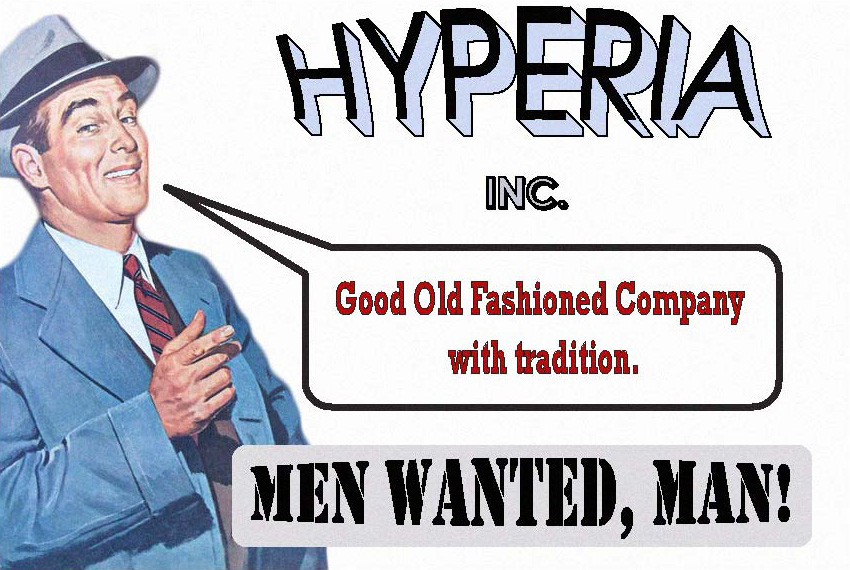 HYPERIA
INC.
Good Old Fashioned Company
with tradition.
MEN WANTED, MAN!